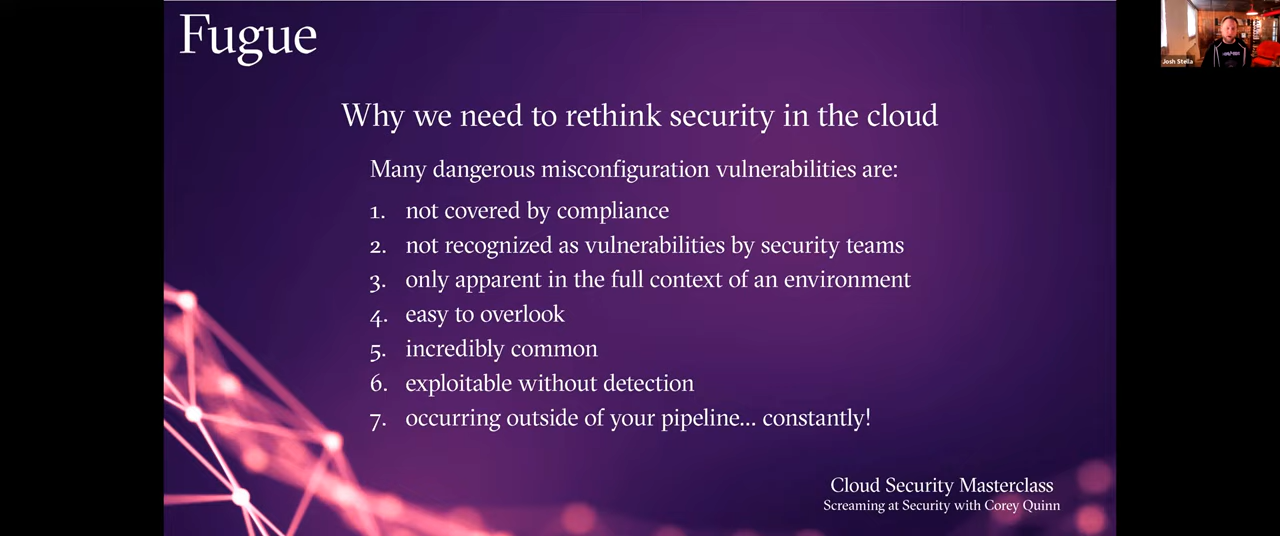 Fugue
Josh Stella
Why we need to rethink security in the cloud
Many dangerous misconfiguration vulnerabilities are:
1. not covered by compliance
2. not recognized as vulnerabilities by security teams
3. only apparent in the full context of an environment
4. easy to overlook
5. incredibly common
6. exploitable without detection
7. occurring outside of your pipeline... constantly!
Cloud Security Masterclass
Screaming at Security with Corey Quinn